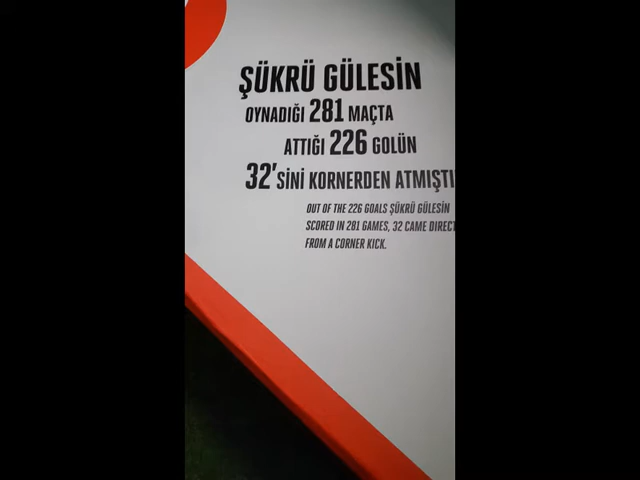 ŞÜKRÜ GÜLESİN
OYNADIĞI 281 MAÇTA
ATTIĞI 226 GOLÜN
32'SİNİ KORNERDEN ATMIŞTI
OUT OF THE 226 GOALS ŞÜKRÜ GÜLESİN
SCORED IN 281 GAMES, 32 CAME DIRECT
FROM A CORNER KICK.